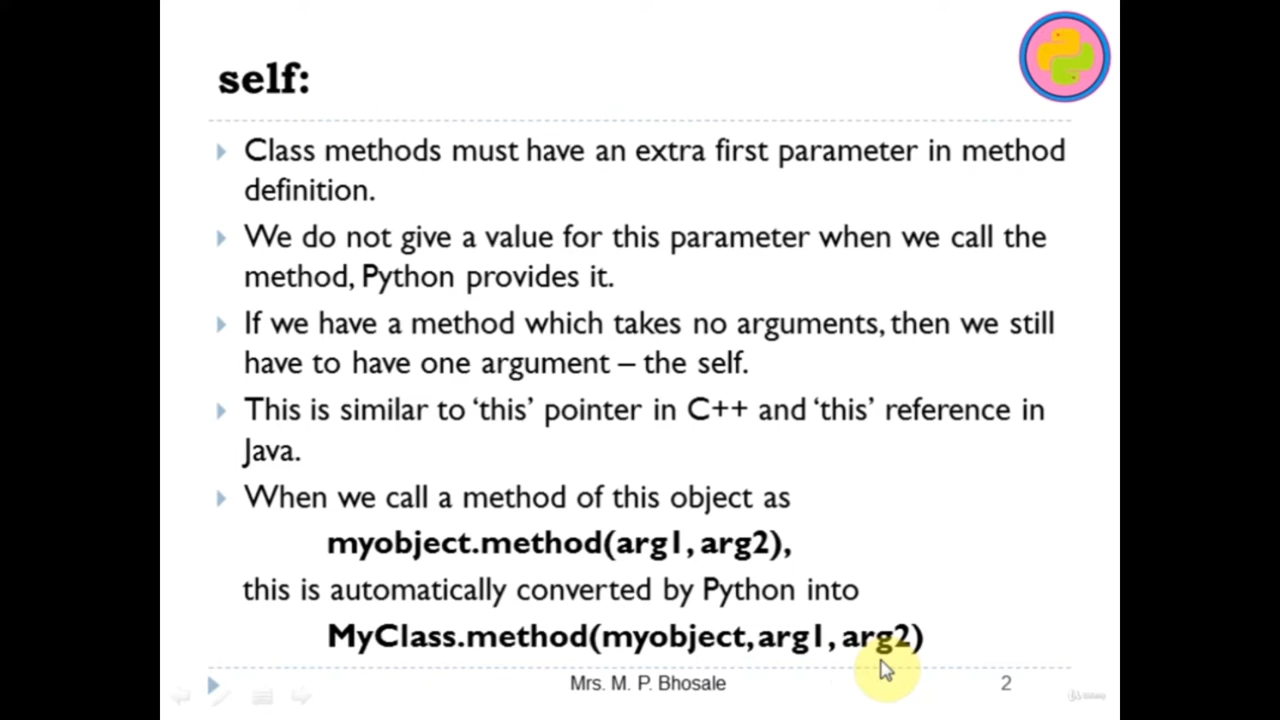 self:
Class methods must have an extra first parameter in method
definition.
We do not give a value for this parameter when we call the
method, Python provides it.
If we have a method which takes no arguments, then we still
have to have one argument – the self.
This is similar to ‘this’ pointer in C++ and ‘this’ reference in
Java.
When we call a method of this object as
myobject.method(arg1, arg2),
this is automatically converted by Python into
MyClass.method(myobject, arg1, arg2)
Mrs. M. P. Bhosale
2